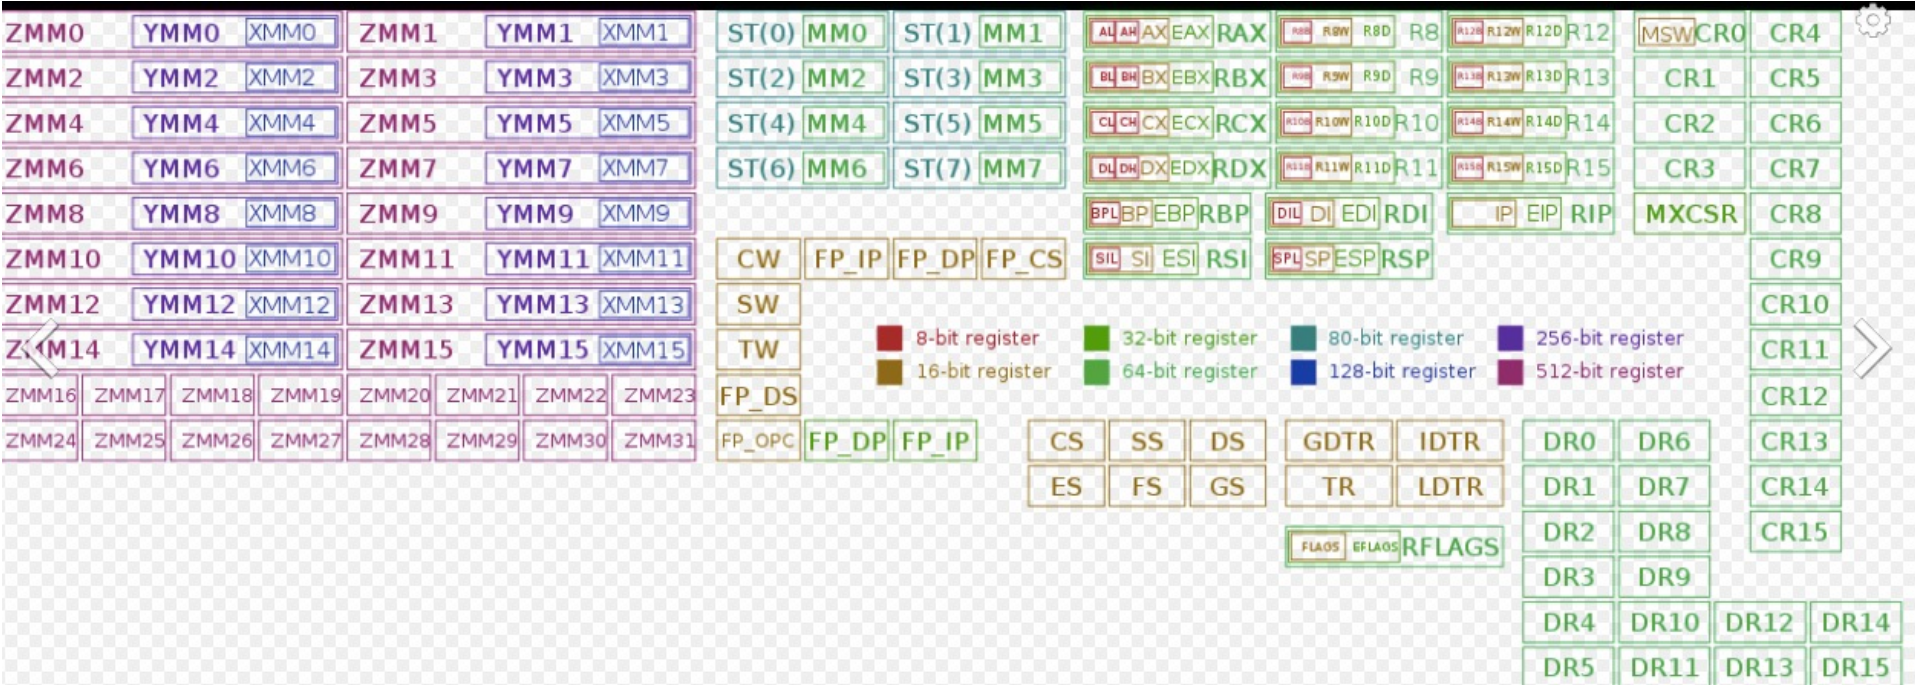 ZMM0 YMM0 XMM0 ZMM1 YMM1 XMM1 ST(0) MM0 ST(1) MM1 AL AH AX EAX RAX R8B R8W R8D R8 R12B R12W R12D R12 MSW CR0 CR4
ZMM2 YMM2 XMM2 ZMM3 YMM3 XMM3 ST(2) MM2 ST(3) MM3 BL BH BX EBX RBX R9B R9W R9D R9 R13B R13W R13D R13 CR1 CR5
ZMM4 YMM4 XMM4 ZMM5 YMM5 XMM5 ST(4) MM4 ST(5) MM5 CL CH CX ECX RCX R10B R10W R10D R10 R14B R14W R14D R14 CR2 CR6
ZMM6 YMM6 XMM6 ZMM7 YMM7 XMM7 ST(6) MM6 ST(7) MM7 DL DH DX EDX RDX R11B R11W R11D R11 R15B R15W R15D R15 CR3 CR7
ZMM8 YMM8 XMM8 ZMM9 YMM9 XMM9 BPL BP EBP RBP DIL DI EDI RDI IP EIP RIP MXCSR CR8
ZMM10 YMM10 XMM10 ZMM11 YMM11 XMM11 CW FP_IP FP_DP FP_CS SIL SI ESI RSI SPL SP ESP RSP CR9
ZMM12 YMM12 XMM12 ZMM13 YMM13 XMM13 SW CR10
8-bit register 32-bit register 80-bit register 256-bit register
ZMM14 YMM14 XMM14 ZMM15 YMM15 XMM15 TW CR11
16-bit register 64-bit register 128-bit register 512-bit register
ZMM16 ZMM17 ZMM18 ZMM19 ZMM20 ZMM21 ZMM22 ZMM23 FP_DS CR12
ZMM24 ZMM25 ZMM26 ZMM27 ZMM28 ZMM29 ZMM30 ZMM31 FP_OPC FP_DP FP_IP CS SS DS GDTR IDTR DR0 DR6 CR13
ES FS GS TR LDTR DR1 DR7 CR14
DR2 DR8 CR15
FLAGS EFLAGS RFLAGS
DR3 DR9
DR4 DR10 DR12 DR14
DR5 DR11 DR13 DR15